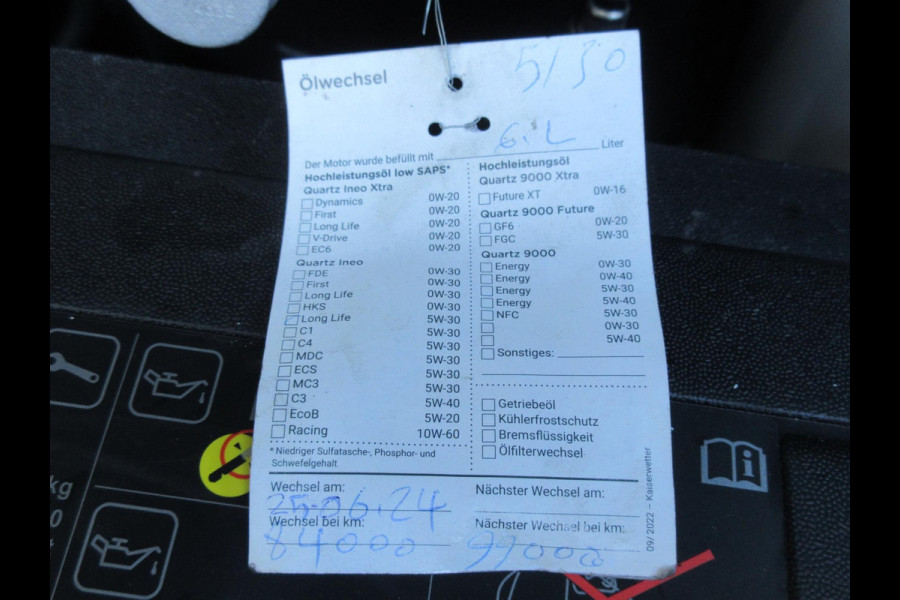 Ölwechsel
5/30
6. L
Der Motor wurde befüllt mit Liter
Hochleistungsöl low SAPS*
Quartz Ineo Xtra
Dynamics 0W-20
First 0W-20
Long Life 0W-20
V-Drive 0W-20
EC6 0W-20
Quartz Ineo
FDE 0W-30
First 0W-30
Long Life 0W-30
HKS 0W-30
Long Life 5W-30
C1 5W-30
C4 5W-30
MDC 5W-30
ECS 5W-30
MC3 5W-30
C3 5W-40
EcoB 5W-20
Racing 10W-60
* Niedriger Sulfatasche-, Phosphor- und
Schwefelgehalt
Hochleistungsöl
Quartz 9000 Xtra
Future XT 0W-16
Quartz 9000 Future
GF6 0W-20
FGC 5W-30
Quartz 9000
Energy 0W-30
Energy 0W-40
Energy 5W-30
Energy 5W-40
NFC 5W-30
0W-30
5W-40
Sonstiges:
Getriebeöl
Kühlerfrostschutz
Bremsflüssigkeit
Ölfilterwechsel
Wechsel am:
25.06.24
Nächster Wechsel am:
Wechsel bei km:
84000
Nächster Wechsel bei km:
99000
09/2022 – Kaiserwetter
kg